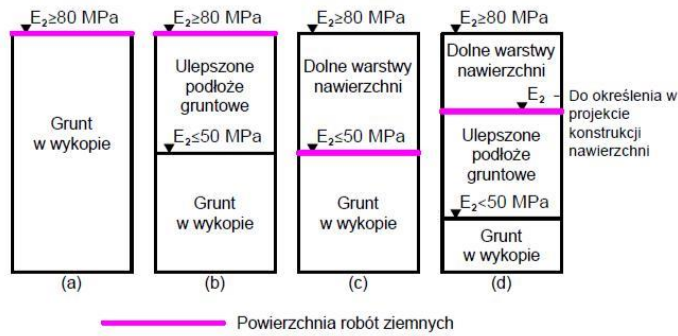 E₂≥80 MPa
Grunt
w wykopie
(a)
E₂≥80 MPa
Ulepszone
podłoże
gruntowe
E₂≤50 MPa
Grunt
w wykopie
(b)
E₂≥80 MPa
Dolne warstwy
nawierzchni
E₂≤50 MPa
Grunt
w wykopie
(c)
E₂≥80 MPa
Dolne warstwy
nawierzchni
E₂ - Do określenia w
projekcie
konstrukcji
nawierzchni
Ulepszone
podłoże
gruntowe
E₂<50 MPa
Grunt
w wykopie
(d)
Powierzchnia robót ziemnych